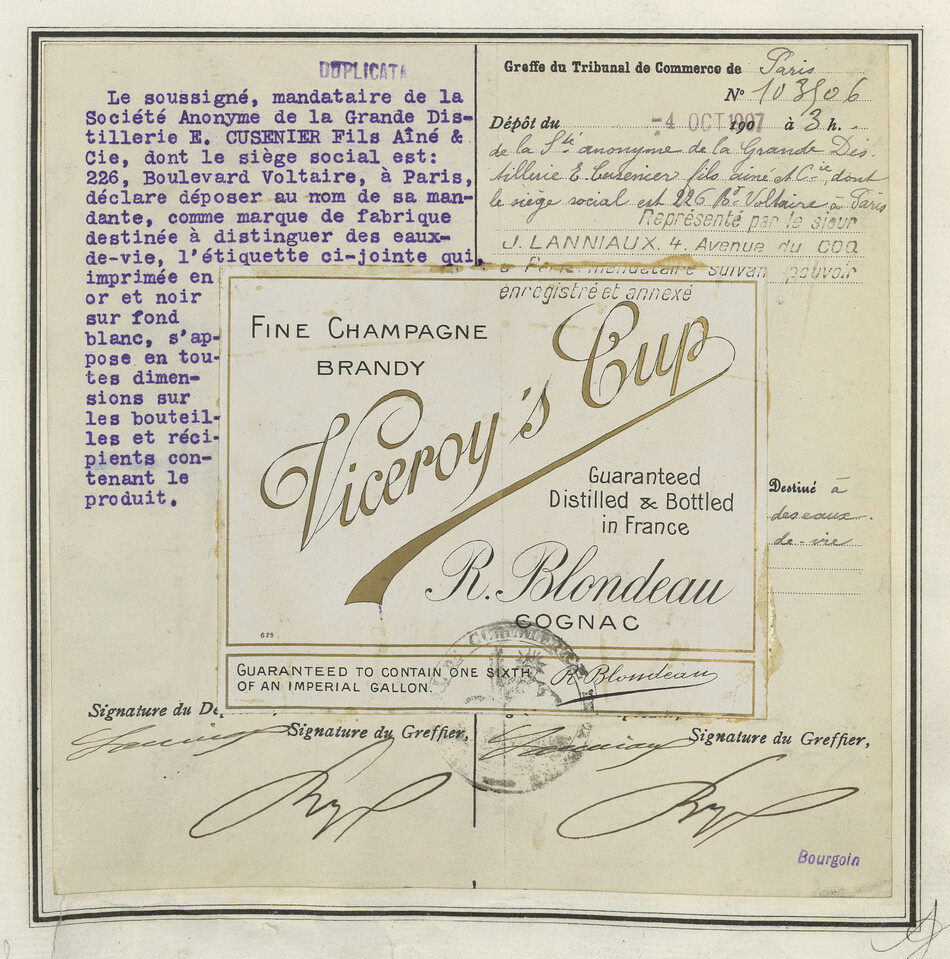 DUPLICATA
Le soussigné, mandataire de la
Société Anonyme de la Grande Dis-
tillerie E. CUSENIER Fils Aîné &
Cie, dont le siège social est:
226, Boulevard Voltaire, à Paris,
déclare déposer au nom de sa man-
dante, comme marque de fabrique
destinée à distinguer des eaux-
de-vie, l'étiquette ci-jointe qui,
imprimée en
or et noir
sur fond
blanc, s'ap-
pose en tou-
tes dimen-
sions sur
les bouteil-
les et réci-
pients con-
tenant le
produit.
Greffe du Tribunal de Commerce de Paris
N° 103506
Dépôt du -4 OCT 1907 à 3 h.
de la Sté anonyme de la Grande Dis-
tillerie E. Cusenier fils aîné & Cie, dont
le siège social est 226 Bd Voltaire à Paris
Représenté par le sieur
J. LANNIAUX, 4, Avenue du COQ
à Paris mandataire suivant pouvoir
enregistré et annexé
FINE CHAMPAGNE
BRANDY
Viceroy's Cup
Guaranteed
Distilled & Bottled
in France
R. Blondeau
COGNAC
628
GUARANTEED TO CONTAIN ONE SIXTH
OF AN IMPERIAL GALLON.
R. Blondeau
Destiné à
des eaux-
de-vie
Signature du Dé
Signature du Greffier,
Signature du Greffier,
Bourgoin